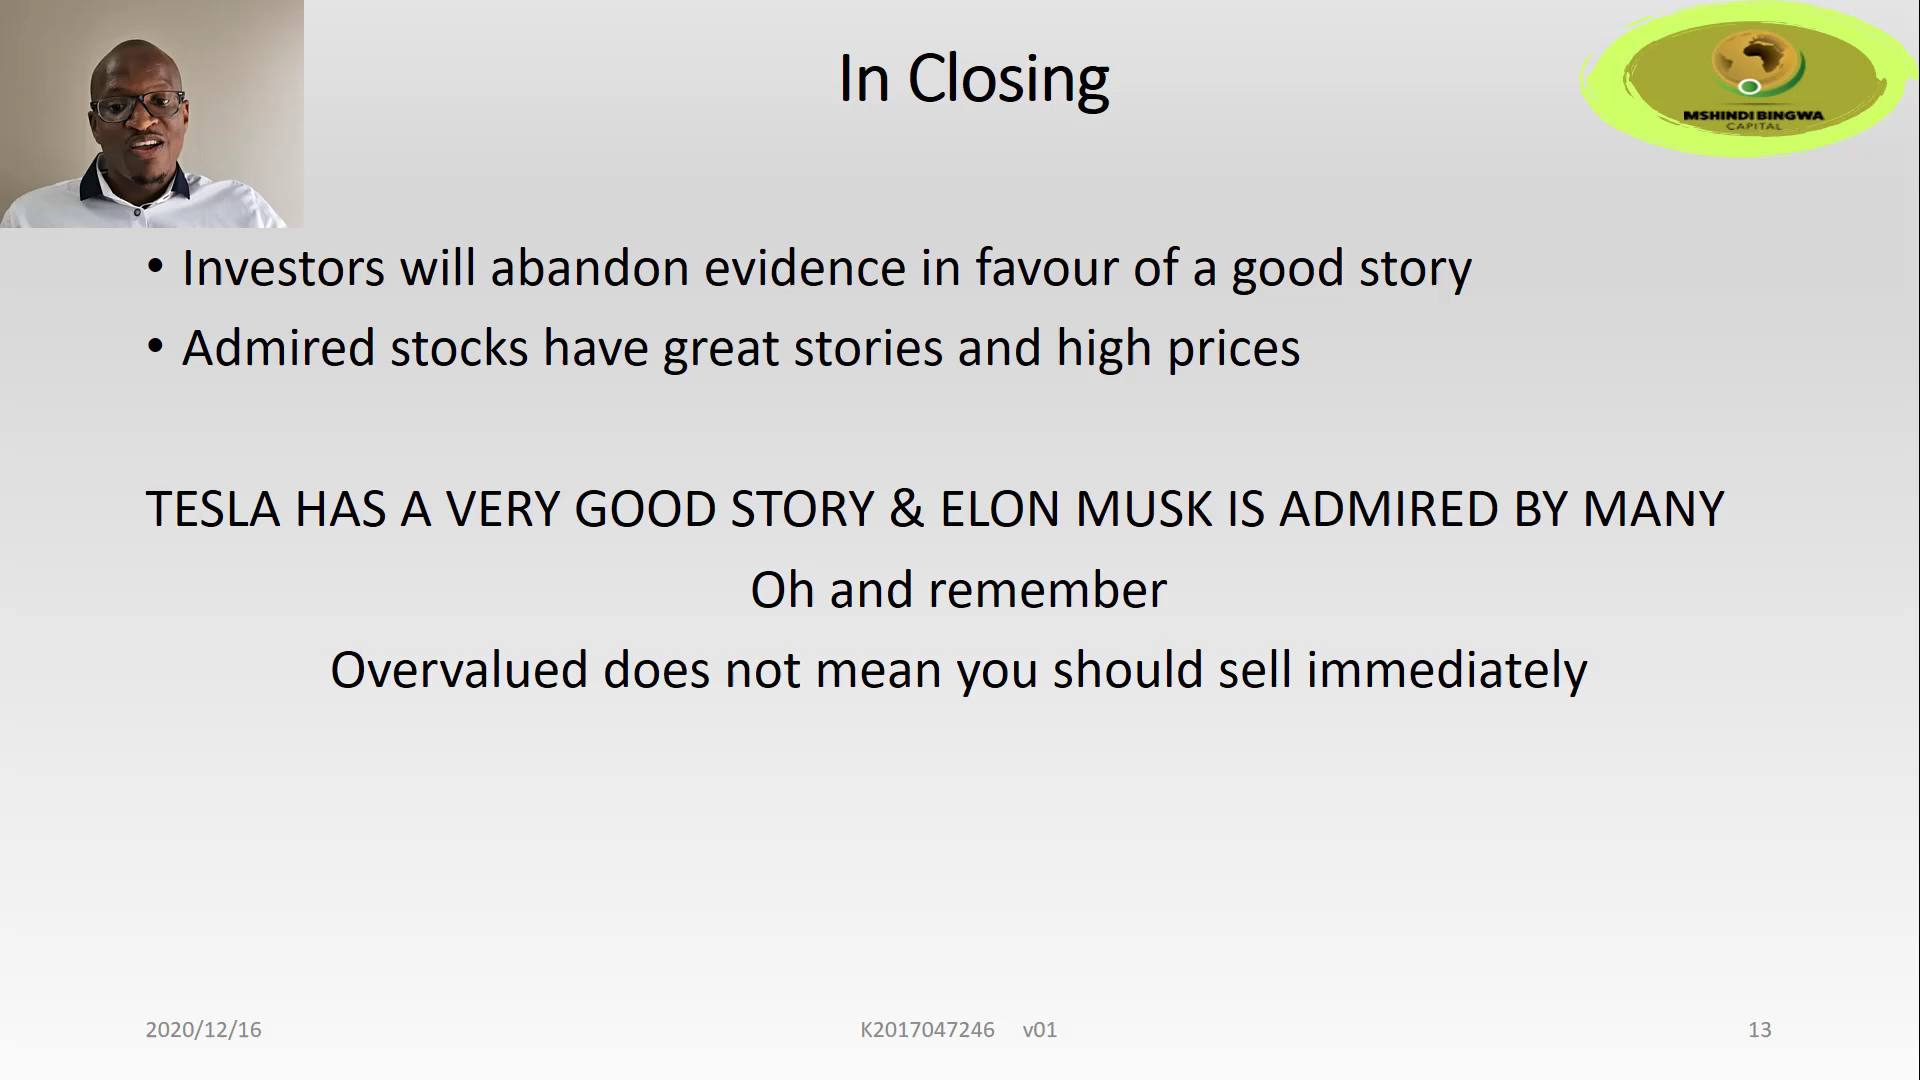 In Closing
MSHINDI BINGWA
CAPITAL
• Investors will abandon evidence in favour of a good story
• Admired stocks have great stories and high prices
TESLA HAS A VERY GOOD STORY & ELON MUSK IS ADMIRED BY MANY
Oh and remember
Overvalued does not mean you should sell immediately
2020/12/16
K2017047246 v01
13